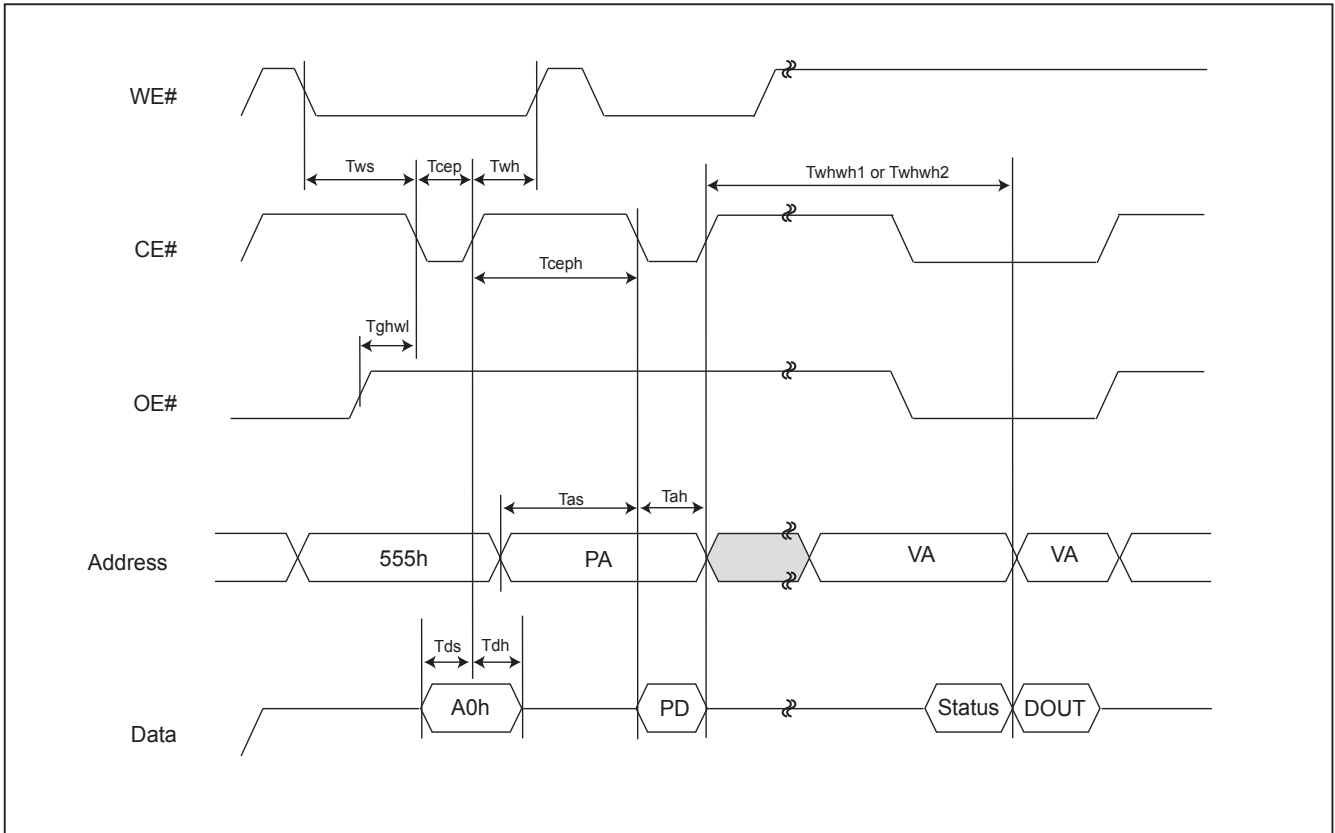 WE#
Tws Tcep Twh Twhwh1 or Twhwh2
CE#
Tceph
Tghwl
OE#
Tas Tah
Address 555h PA VA VA
Tds Tdh
Data A0h PD Status DOUT